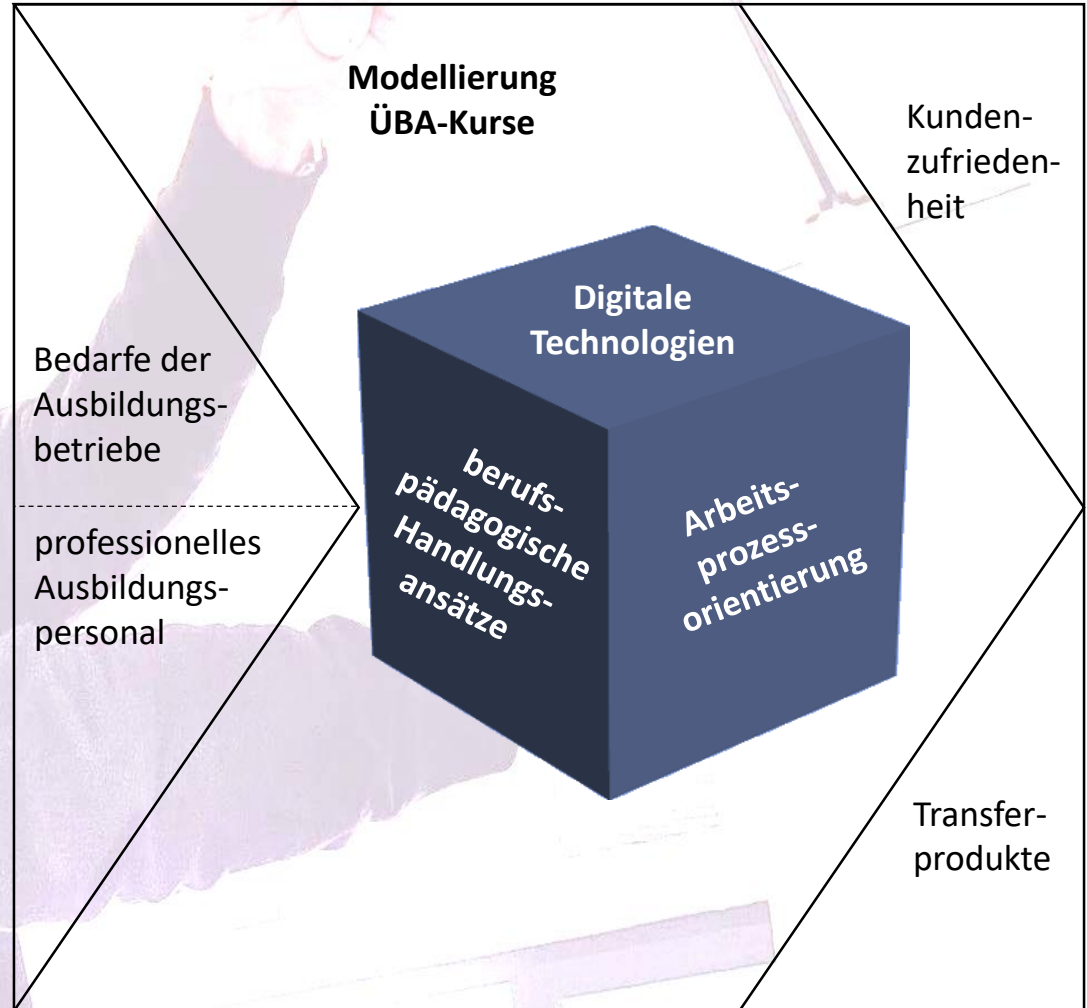 Modellierung
ÜBA-Kurse
Kunden-
zufrieden-
heit
Digitale
Technologien
Bedarfe der
Ausbildungs-
betriebe
professionelles
Ausbildungs-
personal
berufs-
pädagogische
Handlungs-
ansätze
Arbeits-
prozess-
orientierung
Transfer-
produkte